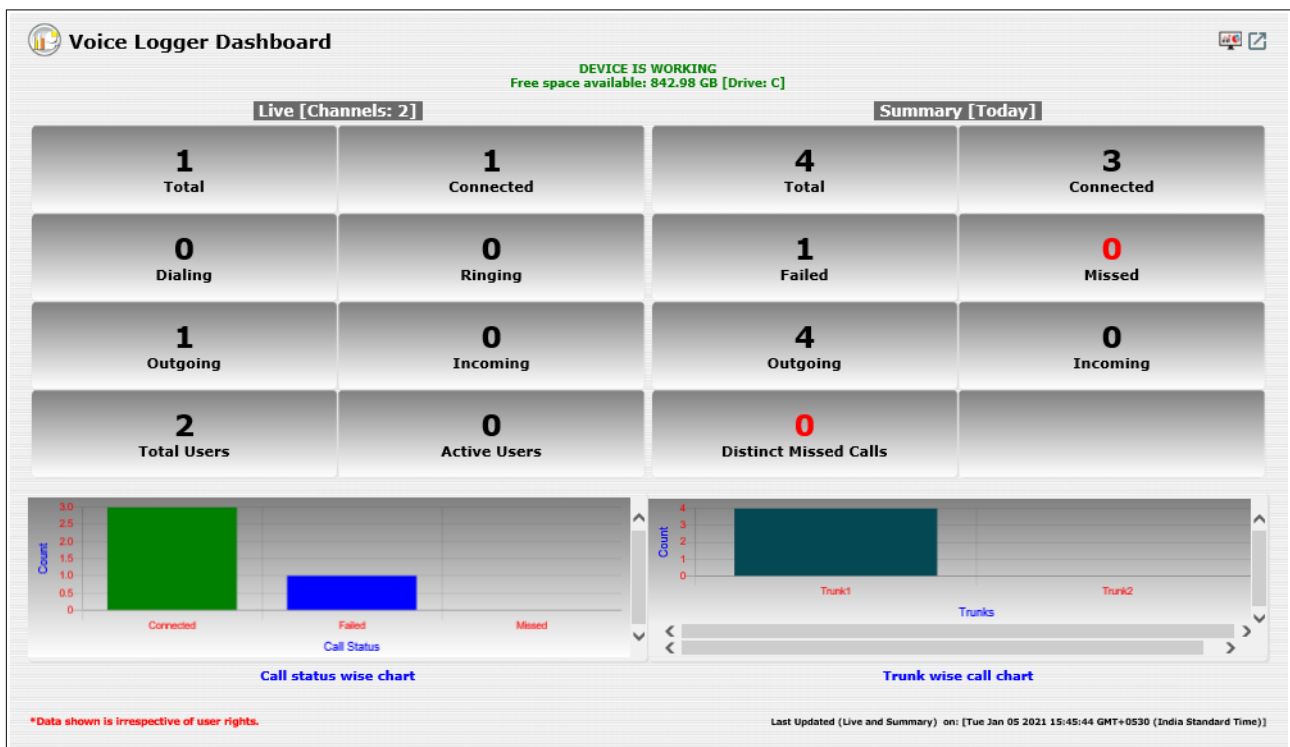 Voice Logger Dashboard
DEVICE IS WORKING
Free space available: 842.98 GB [Drive: C]
Live [Channels: 2]
Summary [Today]
1
Total
1
Connected
4
Total
3
Connected
0
Dialing
0
Ringing
1
Failed
0
Missed
1
Outgoing
0
Incoming
4
Outgoing
0
Incoming
2
Total Users
0
Active Users
0
Distinct Missed Calls
3.0
2.5
2.0
1.5
1.0
0.5
0
Count
Connected
Failed
Missed
Call Status
Call status wise chart
4
3
2
1
0
Count
Trunk1
Trunk2
Trunks
Trunk wise call chart
*Data shown is irrespective of user rights.
Last Updated (Live and Summary) on: [Tue Jan 05 2021 15:45:44 GMT+0530 (India Standard Time)]